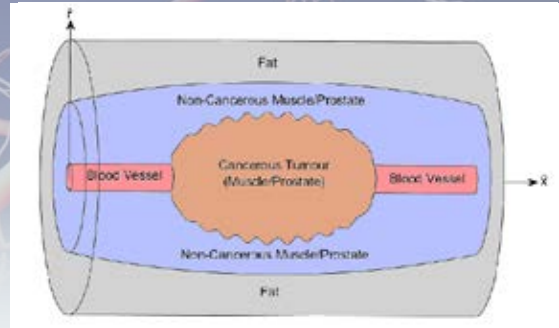 r̂
Fat
Non-Cancerous Muscle/Prostate
Blood Vessel
Cancerous Tumour
(Muscle/Prostate)
Blood Vessel
x̂
Non-Cancerous Muscle/Prostate
Fat